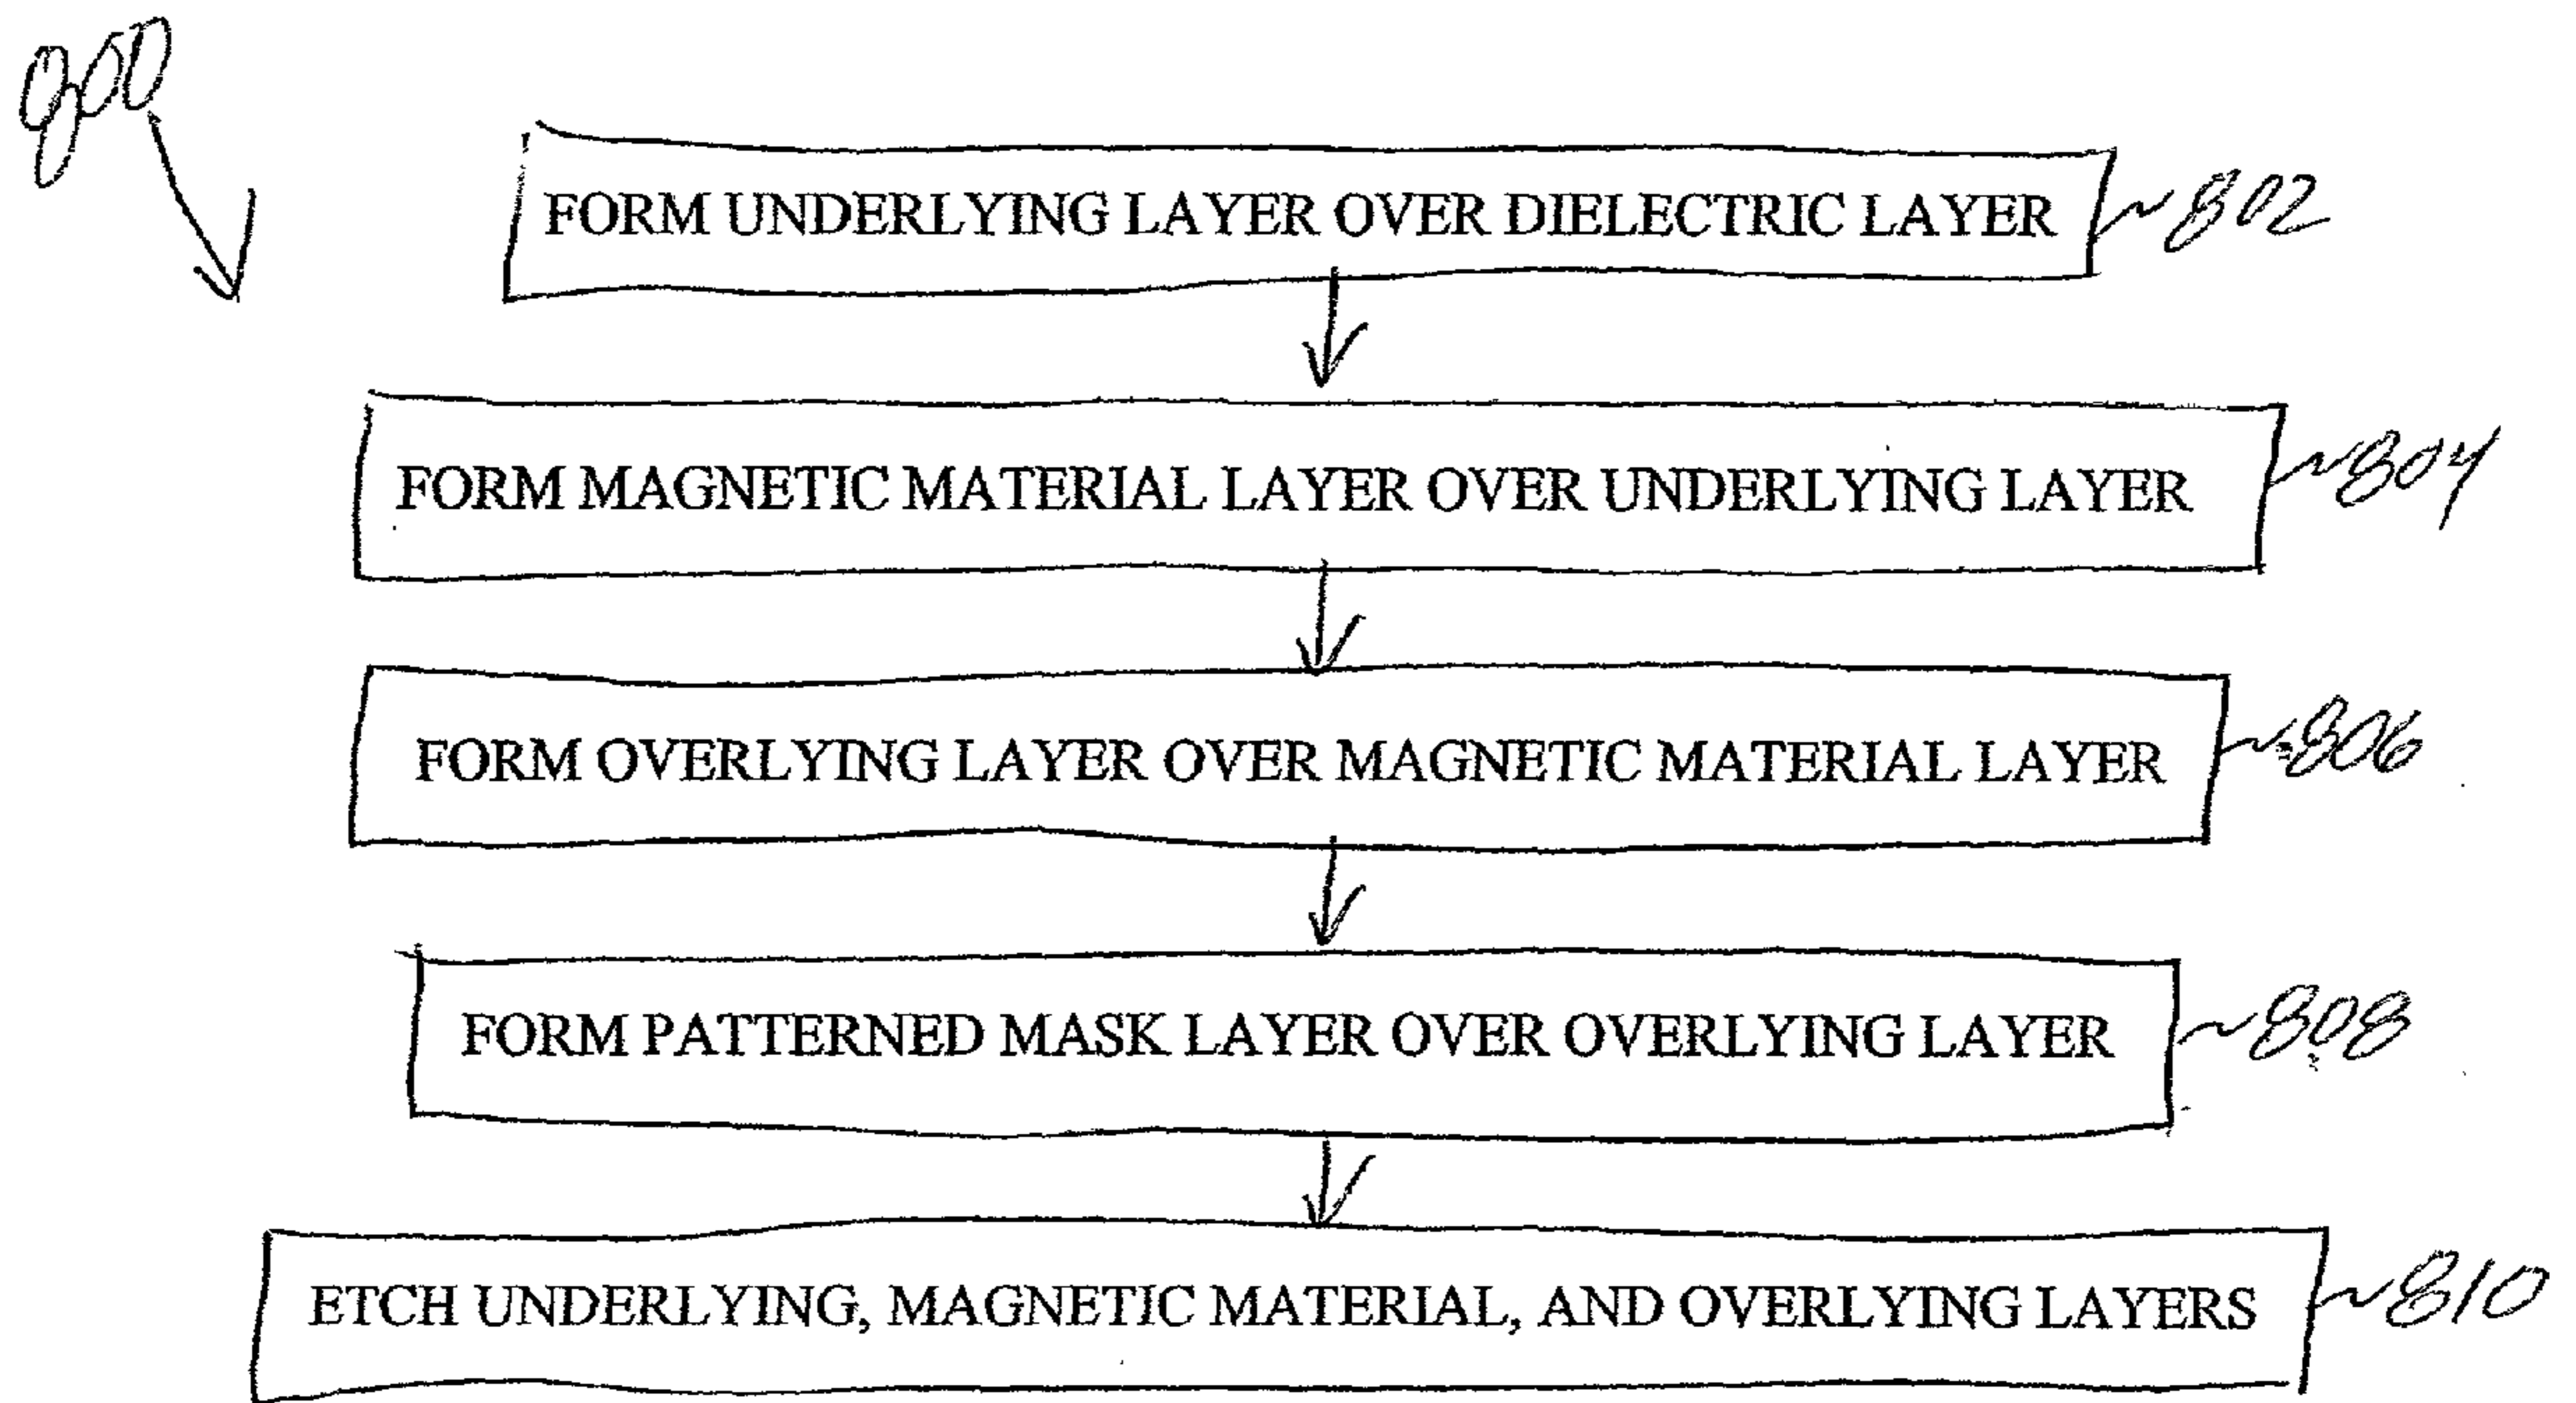 800
FORM UNDERLYING LAYER OVER DIELECTRIC LAYER 802
FORM MAGNETIC MATERIAL LAYER OVER UNDERLYING LAYER 804
FORM OVERLYING LAYER OVER MAGNETIC MATERIAL LAYER 806
FORM PATTERNED MASK LAYER OVER OVERLYING LAYER 808
ETCH UNDERLYING, MAGNETIC MATERIAL, AND OVERLYING LAYERS 810